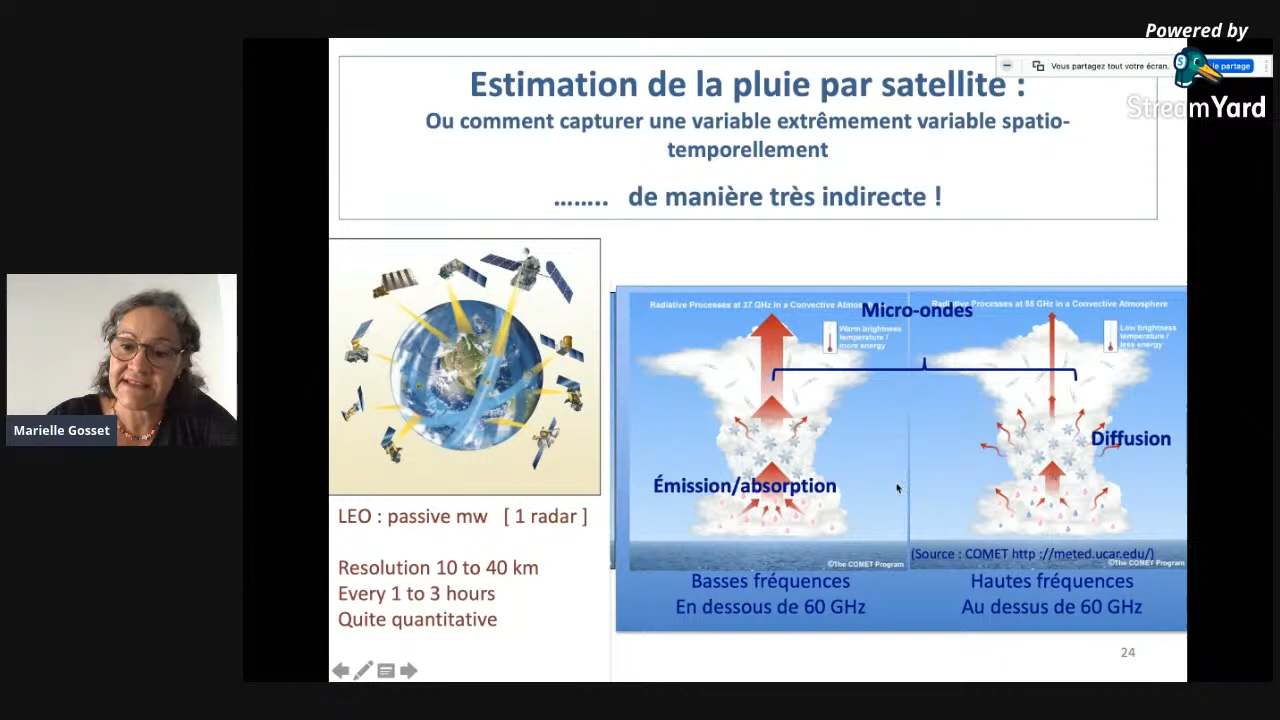 Powered by
StreamYard
Vous partagez tout votre écran.
le partage
Estimation de la pluie par satellite :
Ou comment capturer une variable extrêmement variable spatio-
temporellement
........ de manière très indirecte !
Marielle Gosset
LEO : passive mw [ 1 radar ]
Resolution 10 to 40 km
Every 1 to 3 hours
Quite quantitative
Radiative Processes at 37 GHz in a Convective
Radiative Processes at 85 GHz in a Convective Atmosphere
Micro-ondes
Warm brightness
temperature /
more energy
Low brightness
temperature /
less energy
Émission/absorption
Diffusion
©The COMET Program
(Source : COMET http ://meted.ucar.edu/)
©The COMET Program
Basses fréquences
En dessous de 60 GHz
Hautes fréquences
Au dessus de 60 GHz
24